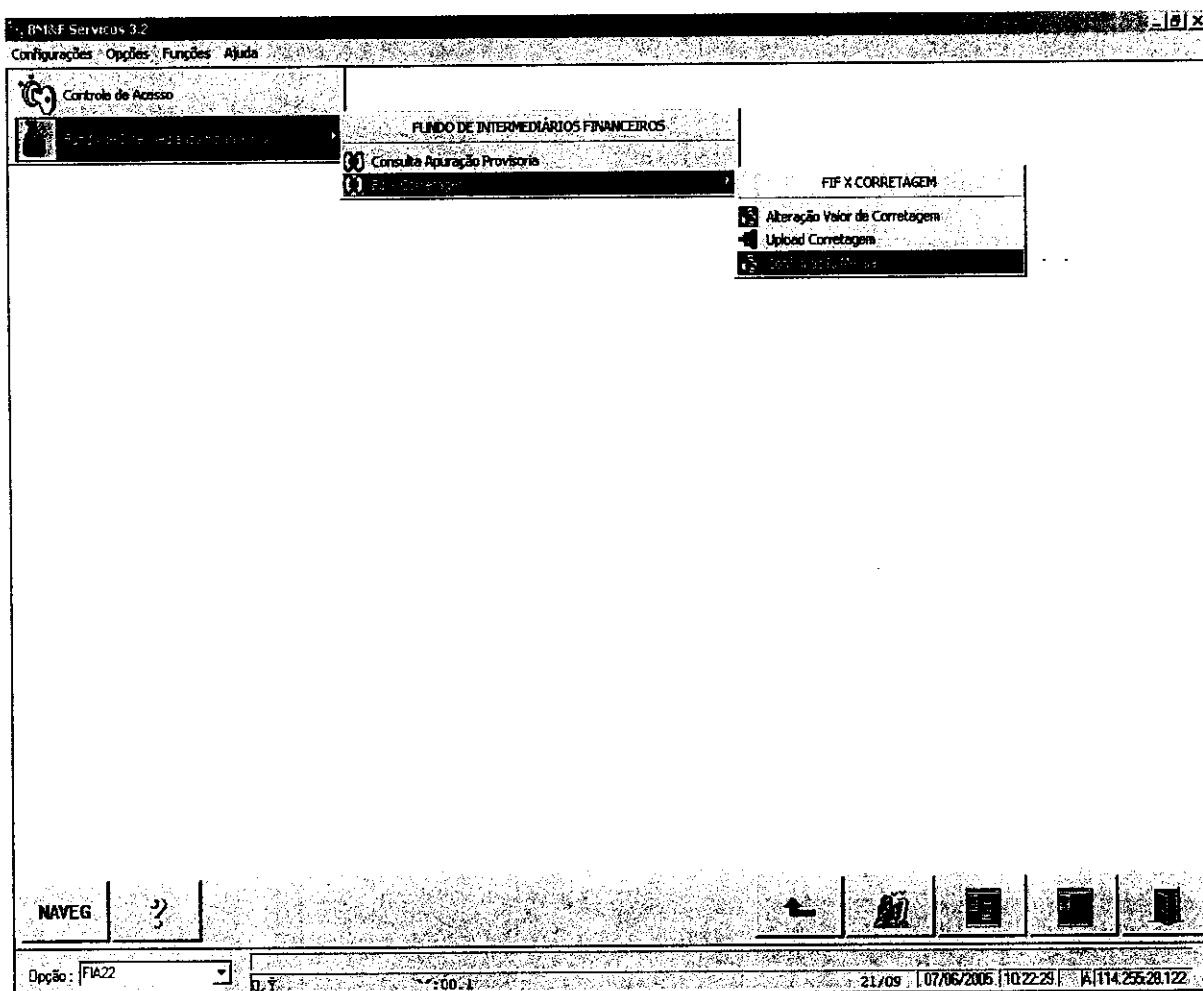 BM&F Servicos 3.2
Configurações Opções Funções Ajuda
Controle de Acesso
FUNDO DE INTERMEDIÁRIOS FINANCEIROS
Consulta Apuração Provisoria
FIF X CORRETAGEM
Alteração Valor de Corretagem
Upload Corretagem
NAVEG ?
Opção : FIA22
21/09 07/06/2005 10:22:29 A 114.255.28.122